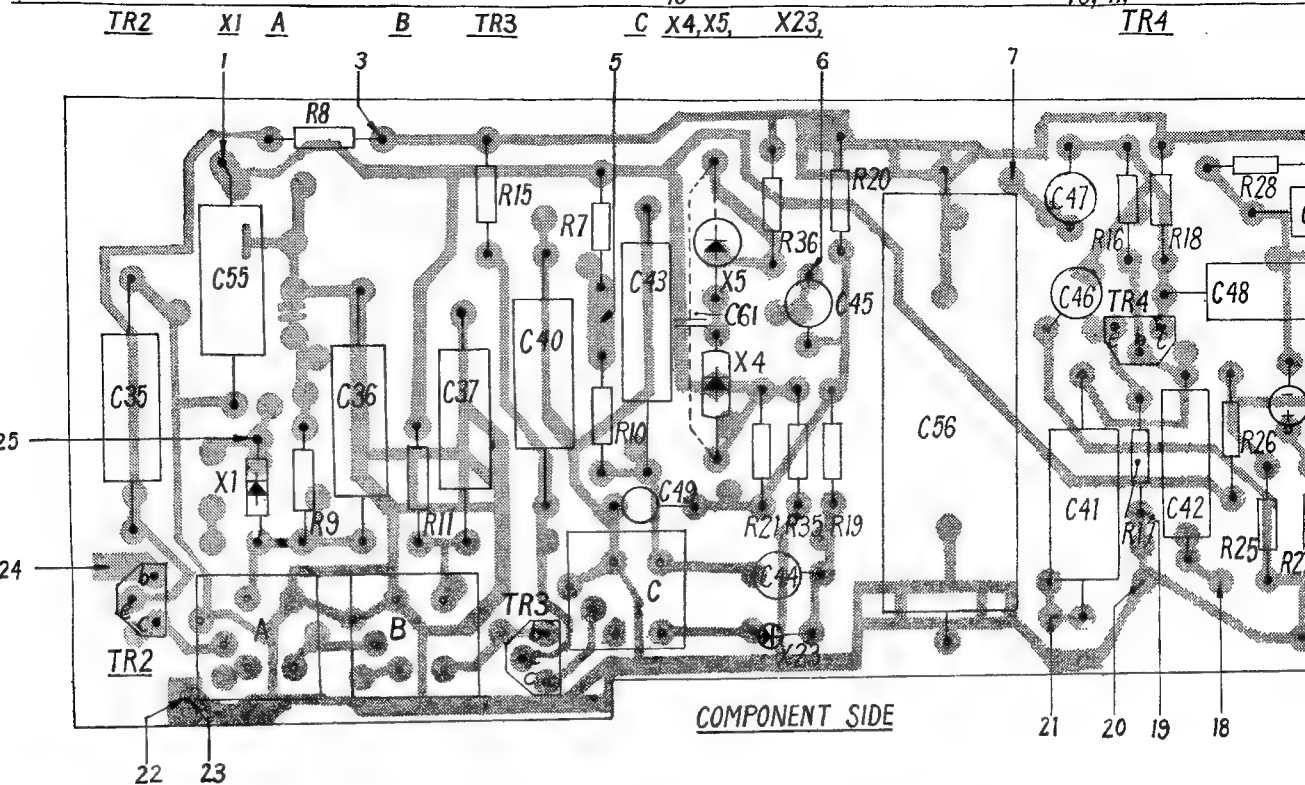 TR2 X1 A B TR3 C X4,X5, X23, TR4
1 3 5 6 7
R8
R15 R7 R20 C47 R28
R36 R16 R18
C55 C43 X5 C45 C46 TR4 C48
C61
C35 C36 C37 C40 X4
e b c
C56
25 R10 R26
X1 C49
R9 R11 R21 R35 R19 C41 R17 C42 R25
24 b C44
e A B TR3 C
c X23
TR2
COMPONENT SIDE
21 20 19 18
22 23